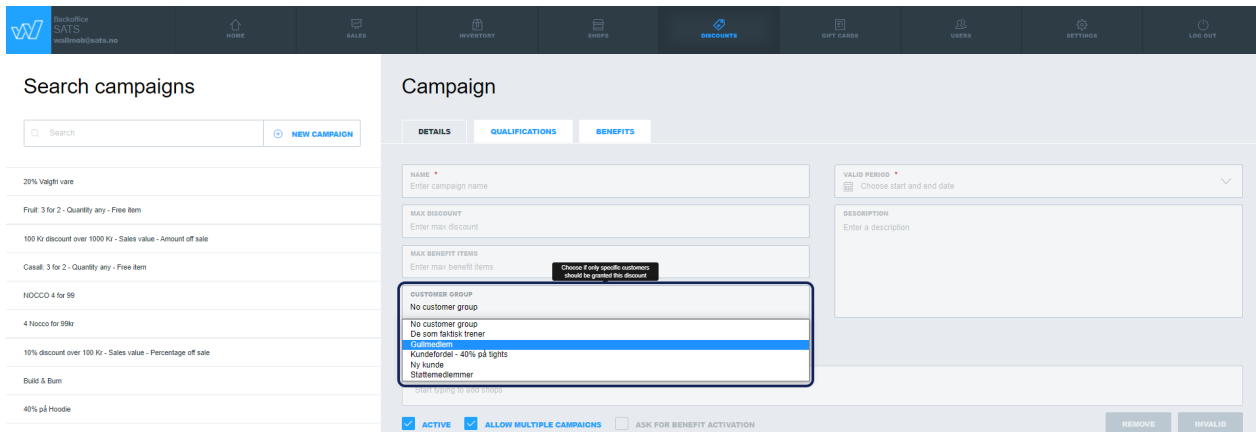 Backoffice
SATS
wallmob@sats.no
HOME
SALES
INVENTORY
SHOPS
DISCOUNTS
GIFT CARDS
USERS
SETTINGS
LOG OUT
Search campaigns
Search
NEW CAMPAIGN
20% Valgfri vare
Fruit: 3 for 2 - Quantity any - Free item
100 Kr discount over 1000 Kr - Sales value - Amount off sale
Casall: 3 for 2 - Quantity any - Free item
NOCCO 4 for 99
4 Nocco for 99kr
10% discount over 100 Kr - Sales value - Percentage off sale
Build & Burn
40% på Hoodie
Campaign
DETAILS
QUALIFICATIONS
BENEFITS
NAME *
Enter campaign name
VALID PERIOD *
Choose start and end date
MAX DISCOUNT
Enter max discount
DESCRIPTION
Enter a description
MAX BENEFIT ITEMS
Enter max benefit items
Choose if only specific customers
should be granted this discount
CUSTOMER GROUP
No customer group
No customer group
De som faktisk trener
Gullmedlem
Kundefordel - 40% på tights
Ny kunde
Støttemedlemmer
Start typing to add shops
ACTIVE
ALLOW MULTIPLE CAMPAIGNS
ASK FOR BENEFIT ACTIVATION
REMOVE
INVALID